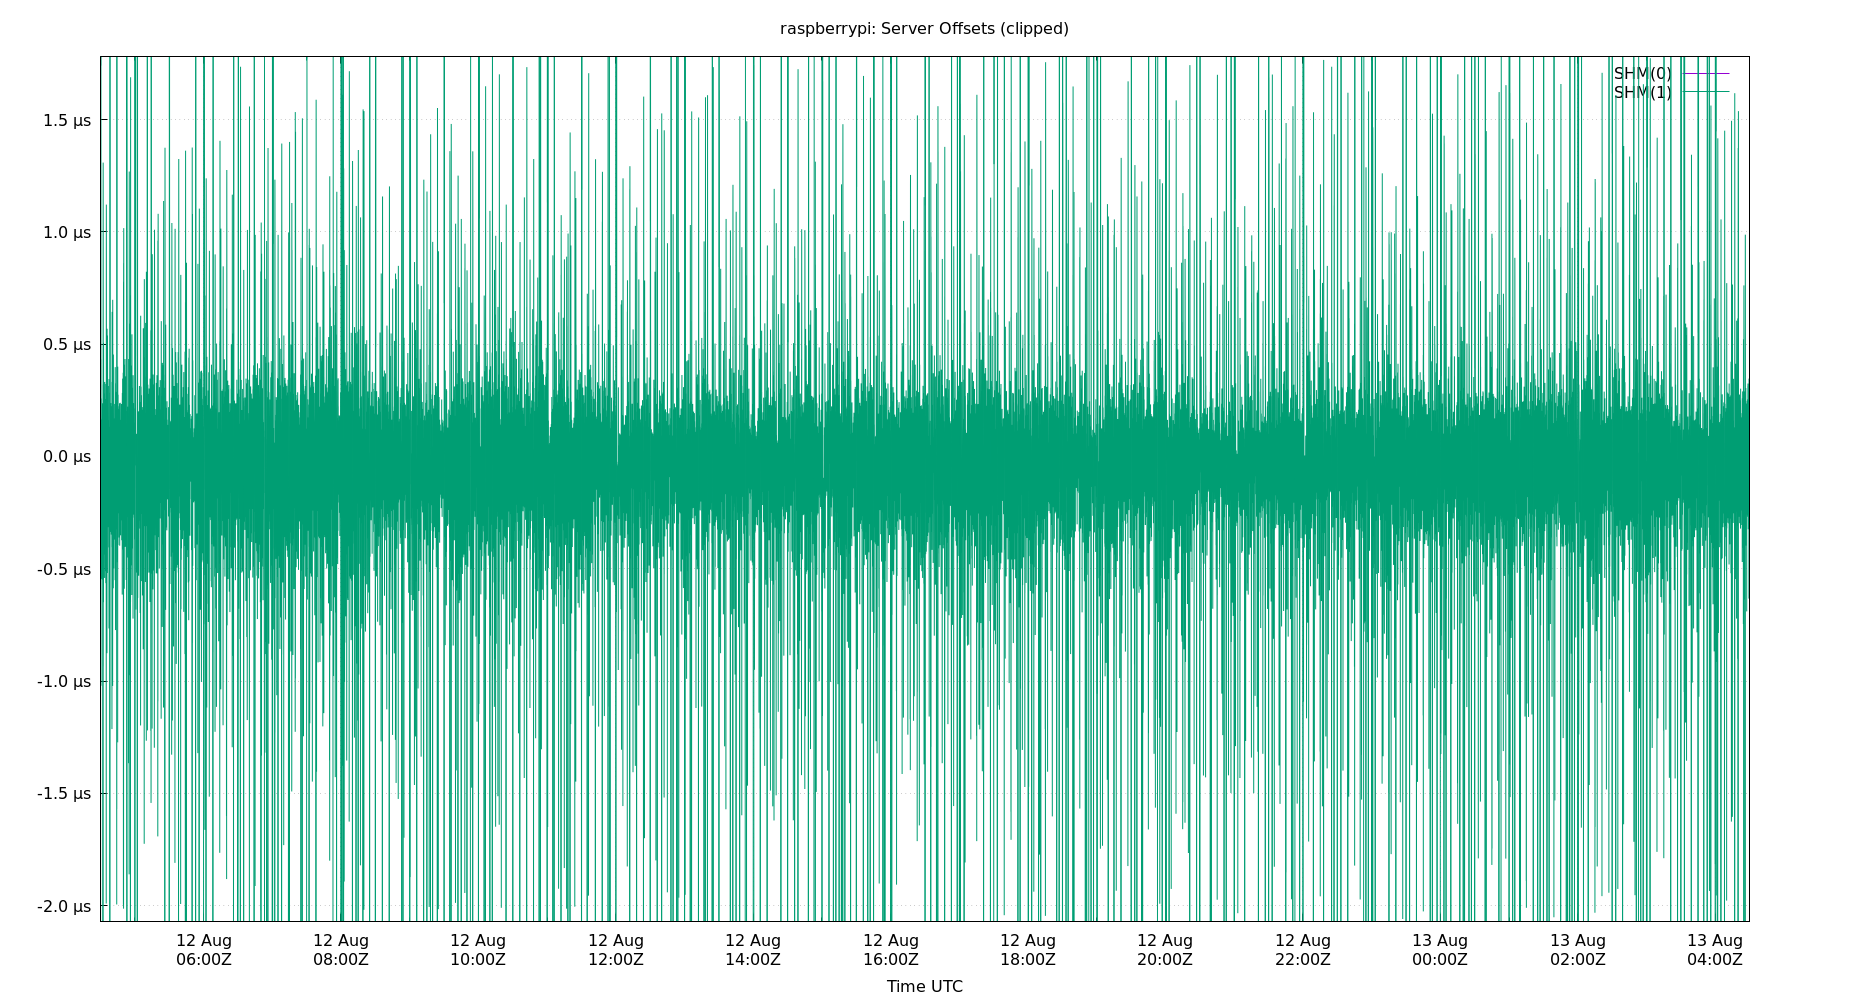 raspberrypi: Server Offsets (clipped)
SHM(0)
SHM(1)
1.5 µs
1.0 µs
0.5 µs
0.0 µs
-0.5 µs
-1.0 µs
-1.5 µs
-2.0 µs
12 Aug 12 Aug 12 Aug 12 Aug 12 Aug 12 Aug 12 Aug 12 Aug 12 Aug 13 Aug 13 Aug 13 Aug
06:00Z 08:00Z 10:00Z 12:00Z 14:00Z 16:00Z 18:00Z 20:00Z 22:00Z 00:00Z 02:00Z 04:00Z
Time UTC